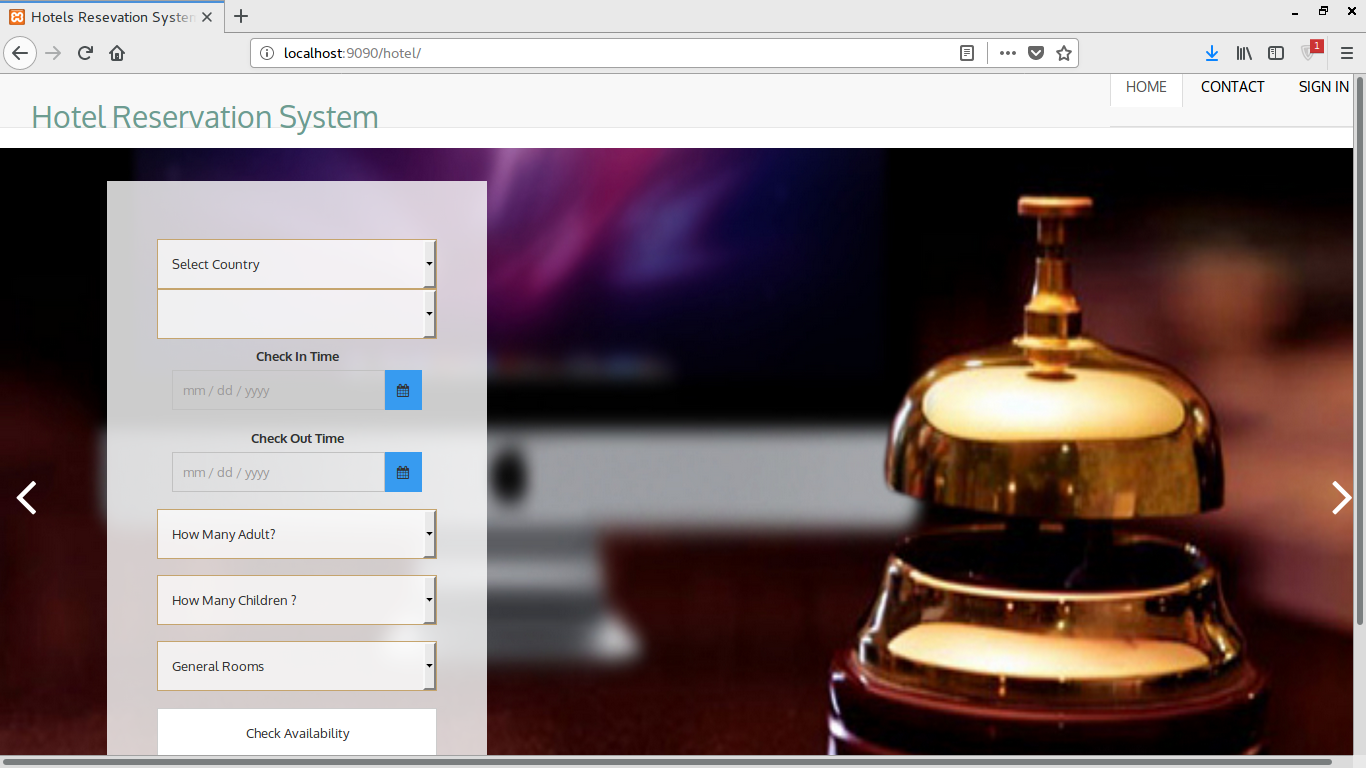 Hotels Resevation System
localhost:9090/hotel/
1
HOME CONTACT SIGN IN
Hotel Reservation System
Select Country
Check In Time
mm / dd / yyyy
Check Out Time
mm / dd / yyyy
How Many Adult?
How Many Children ?
General Rooms
Check Availability